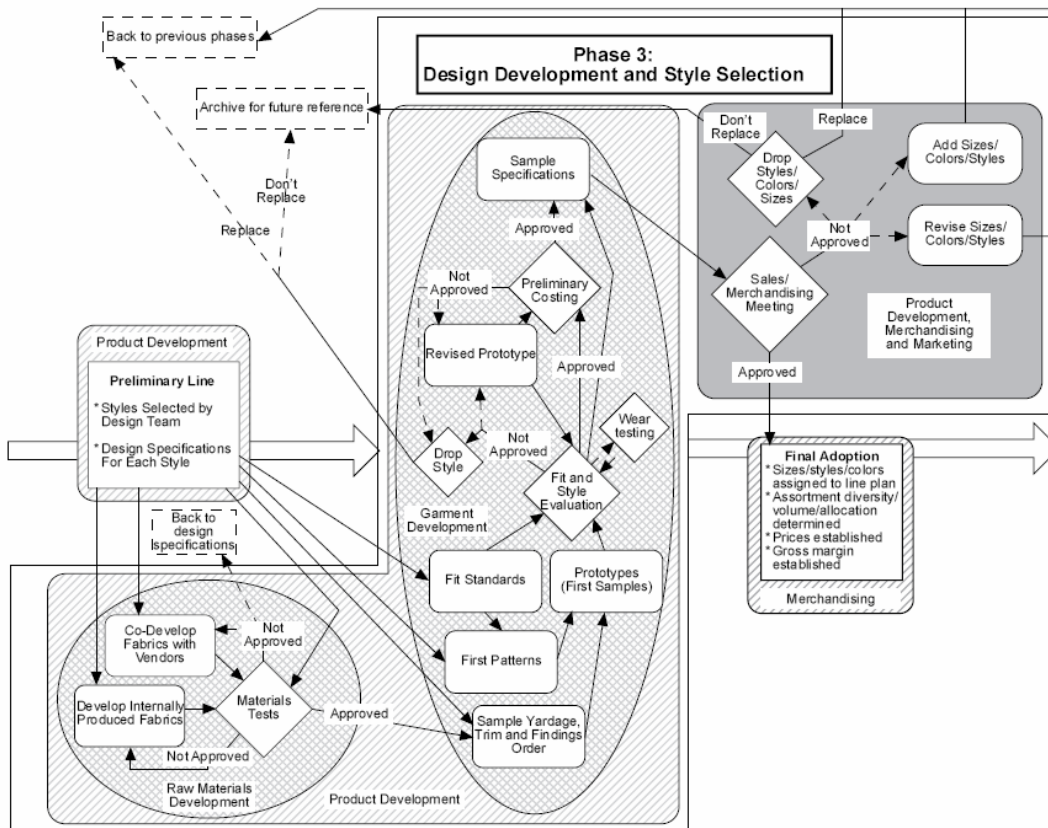 Back to previous phases
Phase 3:
Design Development and Style Selection
Archive for future reference
Don't
Replace
Replace
Don't
Replace
Replace
Sample
Specifications
Drop
Styles/
Colors/
Sizes
Add Sizes/
Colors/Styles
Approved
Not
Approved
Revise Sizes/
Colors/Styles
Not
Approved
Preliminary
Costing
Sales/
Merchandising
Meeting
Product
Development,
Merchandising
and Marketing
Product Development
Revised Prototype
Approved
Approved
Preliminary Line
* Styles Selected by
Design Team
* Design Specifications
For Each Style
Wear
testing
Drop
Style
Not
Approved
Fit and
Style
Evaluation
Garment
Development
Final Adoption
* Sizes/styles/colors
assigned to line plan
* Assortment diversity/
volume/allocation
determined
* Prices established
* Gross margin
established
Merchandising
Back to
design
specifications
Fit Standards
Prototypes
(First Samples)
Co-Develop
Fabrics with
Vendors
Not
Approved
First Patterns
Develop Internally
Produced Fabrics
Materials
Tests
Approved
Sample Yardage,
Trim and Findings
Order
Not Approved
Raw Materials
Development
Product Development